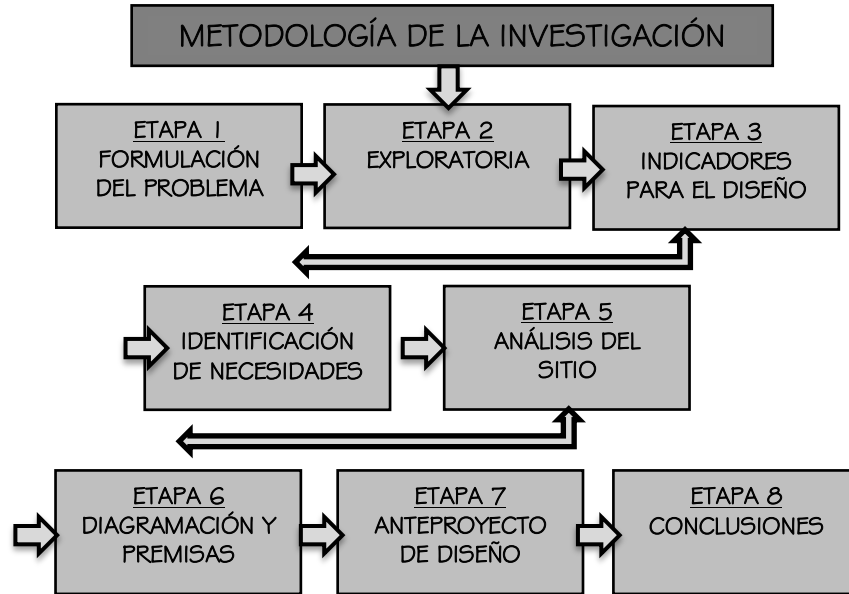 METODOLOGÍA DE LA INVESTIGACIÓN
ETAPA 1
FORMULACIÓN
DEL PROBLEMA
ETAPA 2
EXPLORATORIA
ETAPA 3
INDICADORES
PARA EL DISEÑO
ETAPA 4
IDENTIFICACIÓN
DE NECESIDADES
ETAPA 5
ANÁLISIS DEL
SITIO
ETAPA 6
DIAGRAMACIÓN Y
PREMISAS
ETAPA 7
ANTEPROYECTO
DE DISEÑO
ETAPA 8
CONCLUSIONES